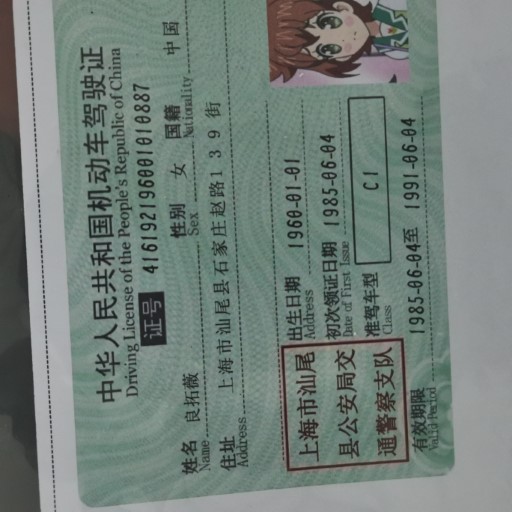 中华人民共和国机动车驾驶证
Driving License of the People's Republic of China
证号 416192196001010887
姓名 良拓薇 性别 女 国籍 中国
Name Sex Nationality
住址 上海市汕尾县石家庄赵路139街
Address
出生日期 1960-01-01
Address
初次领证日期 1985-06-04
Date of First Issue
准驾车型 C1
Class
上海市汕尾
县公安局交
通警察支队
有效期限 1985-06-04至 1991-06-04
Valid Period